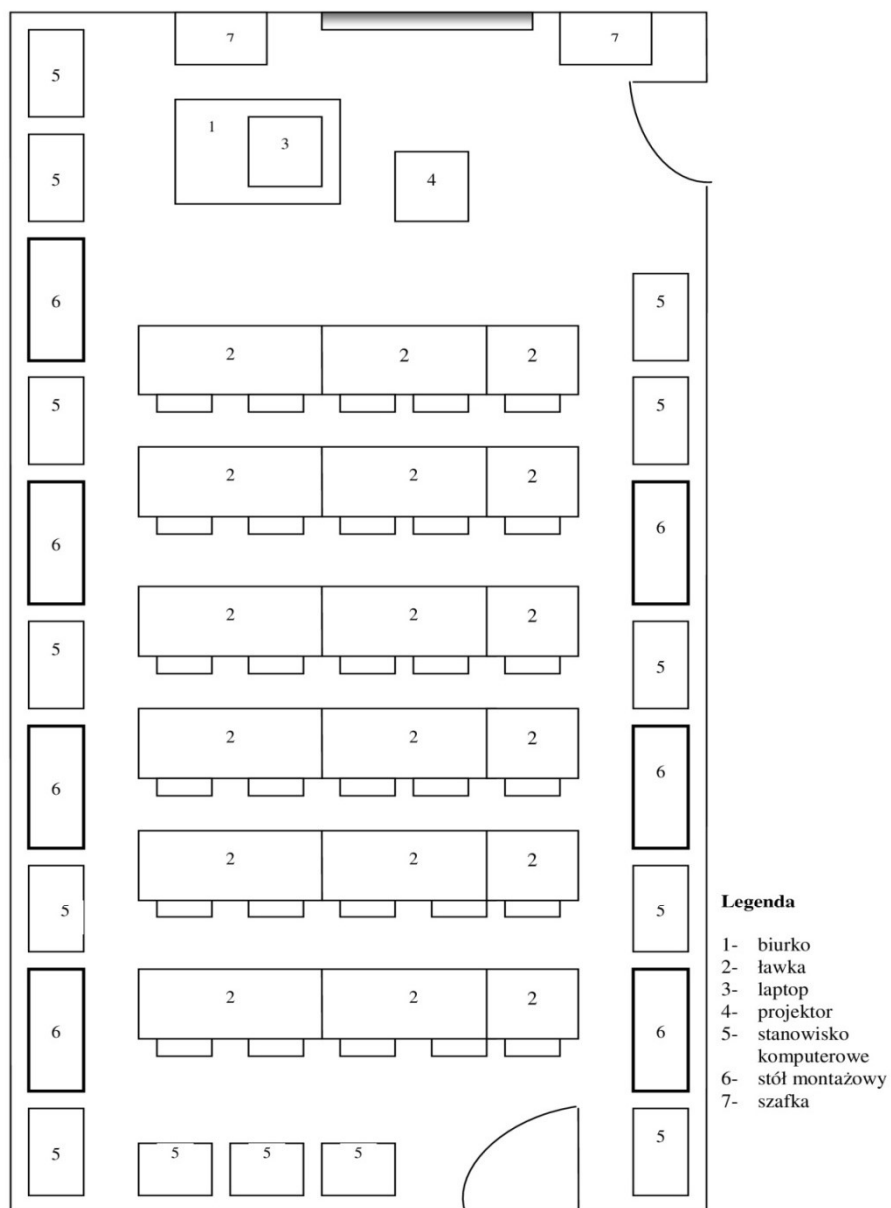 7 7
5
1 3
5 4
6 5
2 2 2
5 5
2 2 2
6 6
2 2 2
5 5
2 2 2
6 6
2 2 2
5 5
Legenda
1- biurko
2- ławka
3- laptop
4- projektor
5- stanowisko
komputerowe
6- stół montażowy
7- szafka
2 2 2
6 6
5 5 5 5 5